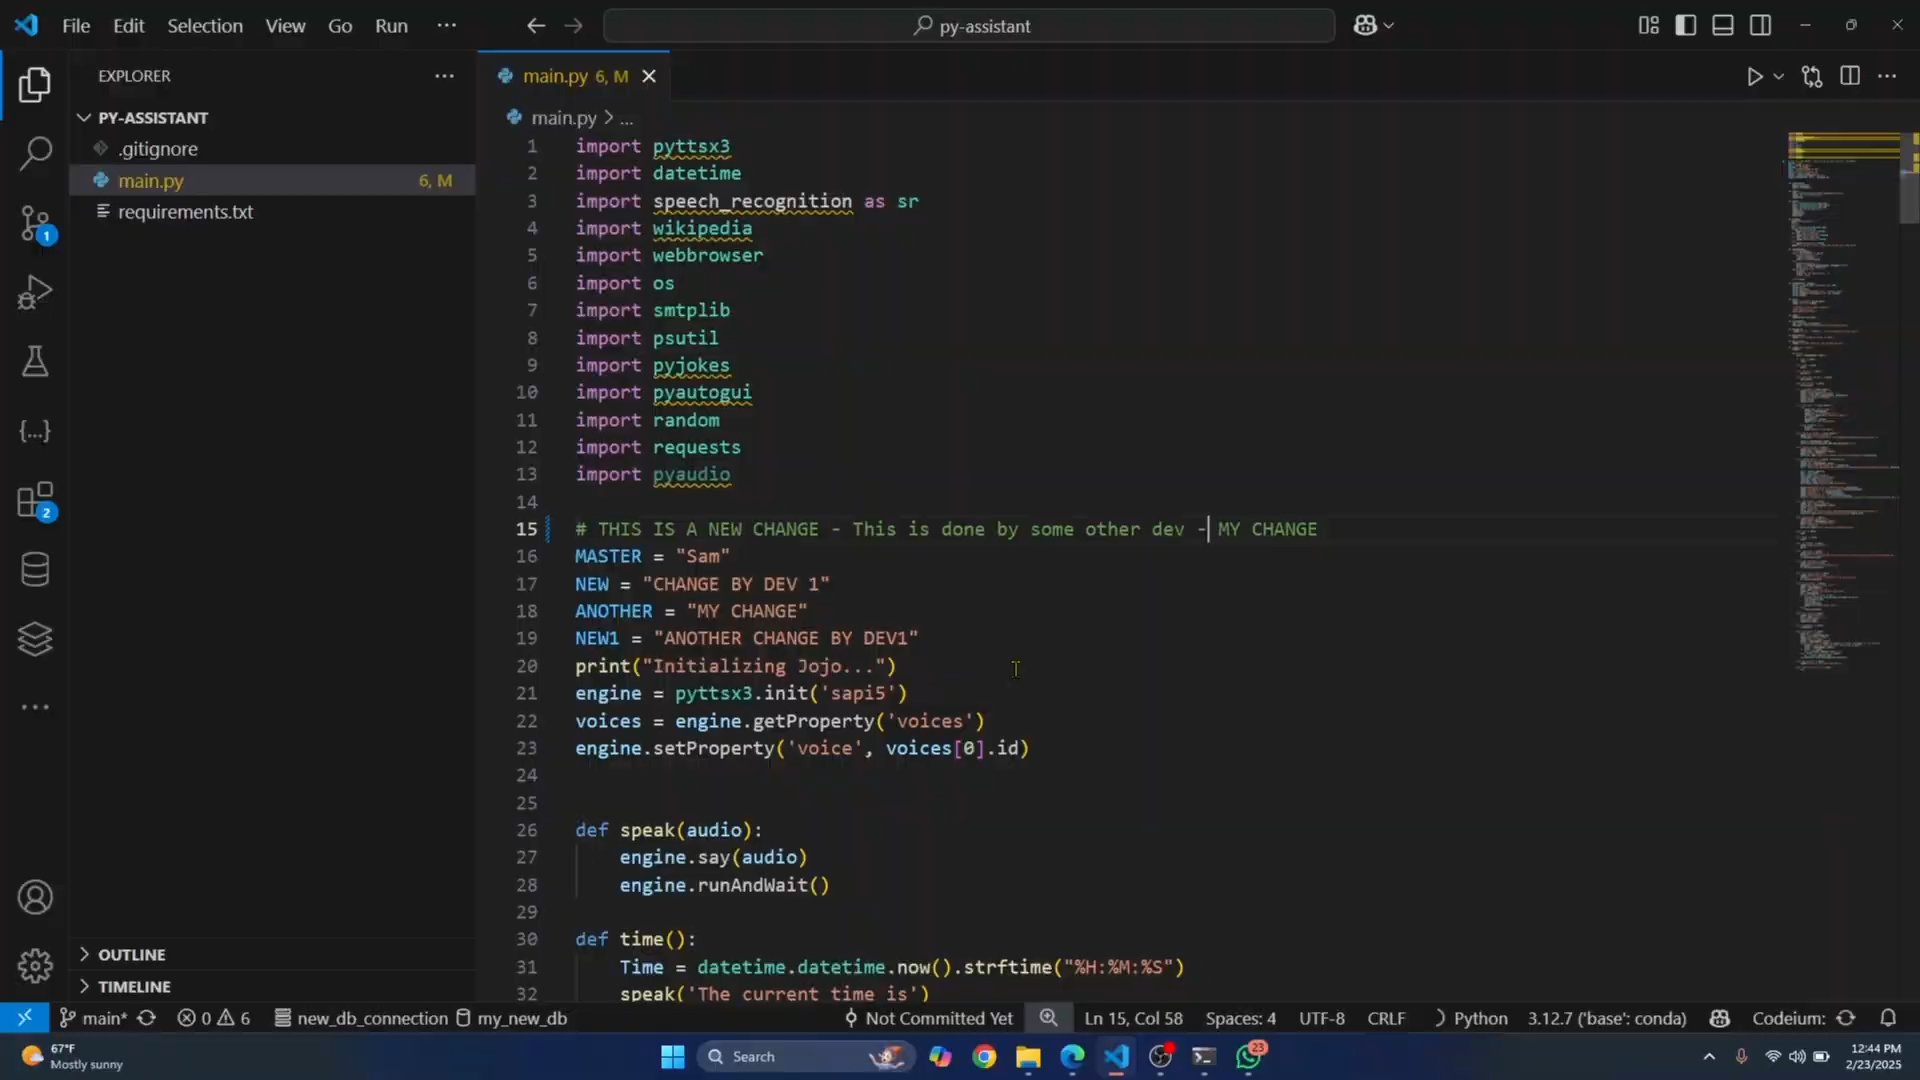 File Edit Selection View Go Run ···
py-assistant
EXPLORER
main.py 6, M
PY-ASSISTANT
main.py > ...
.gitignore
main.py 6, M
requirements.txt
1 import pyttsx3
2 import datetime
3 import speech_recognition as sr
4 import wikipedia
5 import webbrowser
6 import os
7 import smtplib
8 import psutil
9 import pyjokes
10 import pyautogui
11 import random
12 import requests
13 import pyaudio
14
15 # THIS IS A NEW CHANGE - This is done by some other dev - MY CHANGE
16 MASTER = "Sam"
17 NEW = "CHANGE BY DEV 1"
18 ANOTHER = "MY CHANGE"
19 NEW1 = "ANOTHER CHANGE BY DEV1"
20 print("Initializing Jojo...")
21 engine = pyttsx3.init('sapi5')
22 voices = engine.getProperty('voices')
23 engine.setProperty('voice', voices[0].id)
24
25
26 def speak(audio):
27 engine.say(audio)
28 engine.runAndWait()
29
30 def time():
31 Time = datetime.datetime.now().strftime("%H:%M:%S")
32 speak('The current time is')
1
2
OUTLINE
TIMELINE
main* 0 6 new_db_connection my_new_db Not Committed Yet Ln 15, Col 58 Spaces: 4 UTF-8 CRLF Python 3.12.7 ('base': conda) Codeium:
67°F
Mostly sunny
Search
23
12:44 PM
2/23/2025